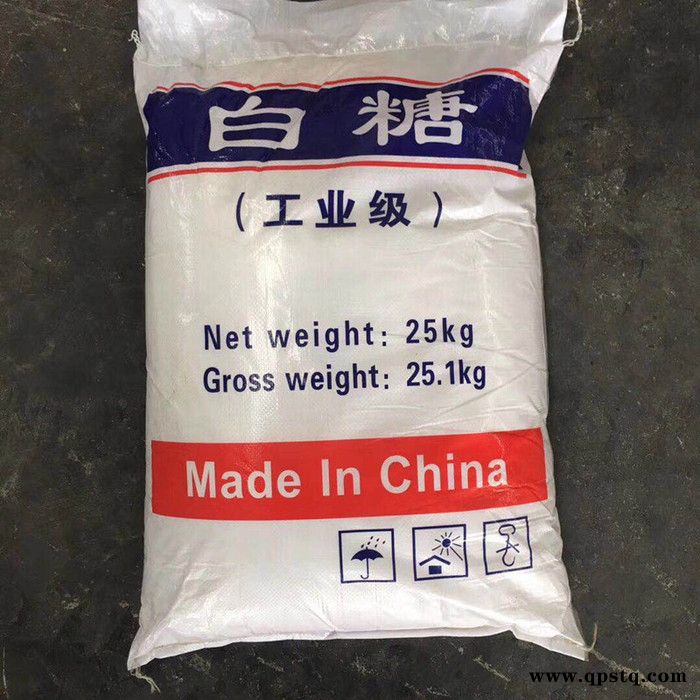 白糖
（工业级）
Net weight: 25kg
Gross weight: 25.1kg
Made In China
www.qpstq.com